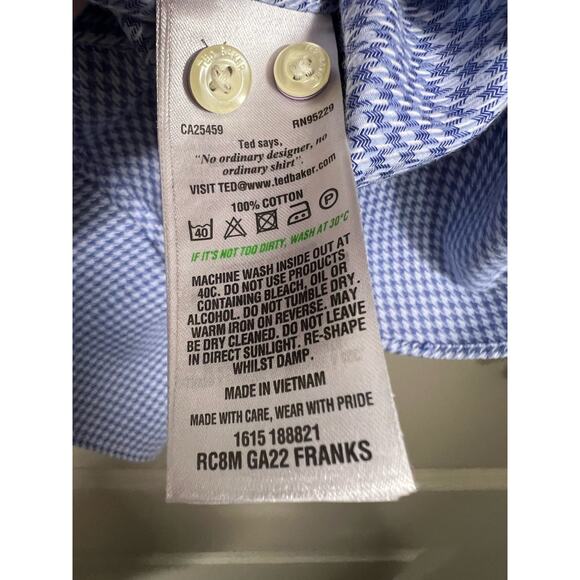 TED BAKER
CA25459
RN95229
Ted says,
"No ordinary designer, no
ordinary shirt".
VISIT TED@www.tedbaker.com
100% COTTON
40
P
IF IT'S NOT TOO DIRTY, WASH AT 30°C
MACHINE WASH INSIDE OUT AT
40C. DO NOT USE PRODUCTS
CONTAINING BLEACH, OIL OR
ALCOHOL. DO NOT TUMBLE DRY.
WARM IRON ON REVERSE. MAY
BE DRY CLEANED. DO NOT LEAVE
IN DIRECT SUNLIGHT. RE-SHAPE
WHILST DAMP.
MADE IN VIETNAM
MADE WITH CARE, WEAR WITH PRIDE
1615 188821
RC8M GA22 FRANKS